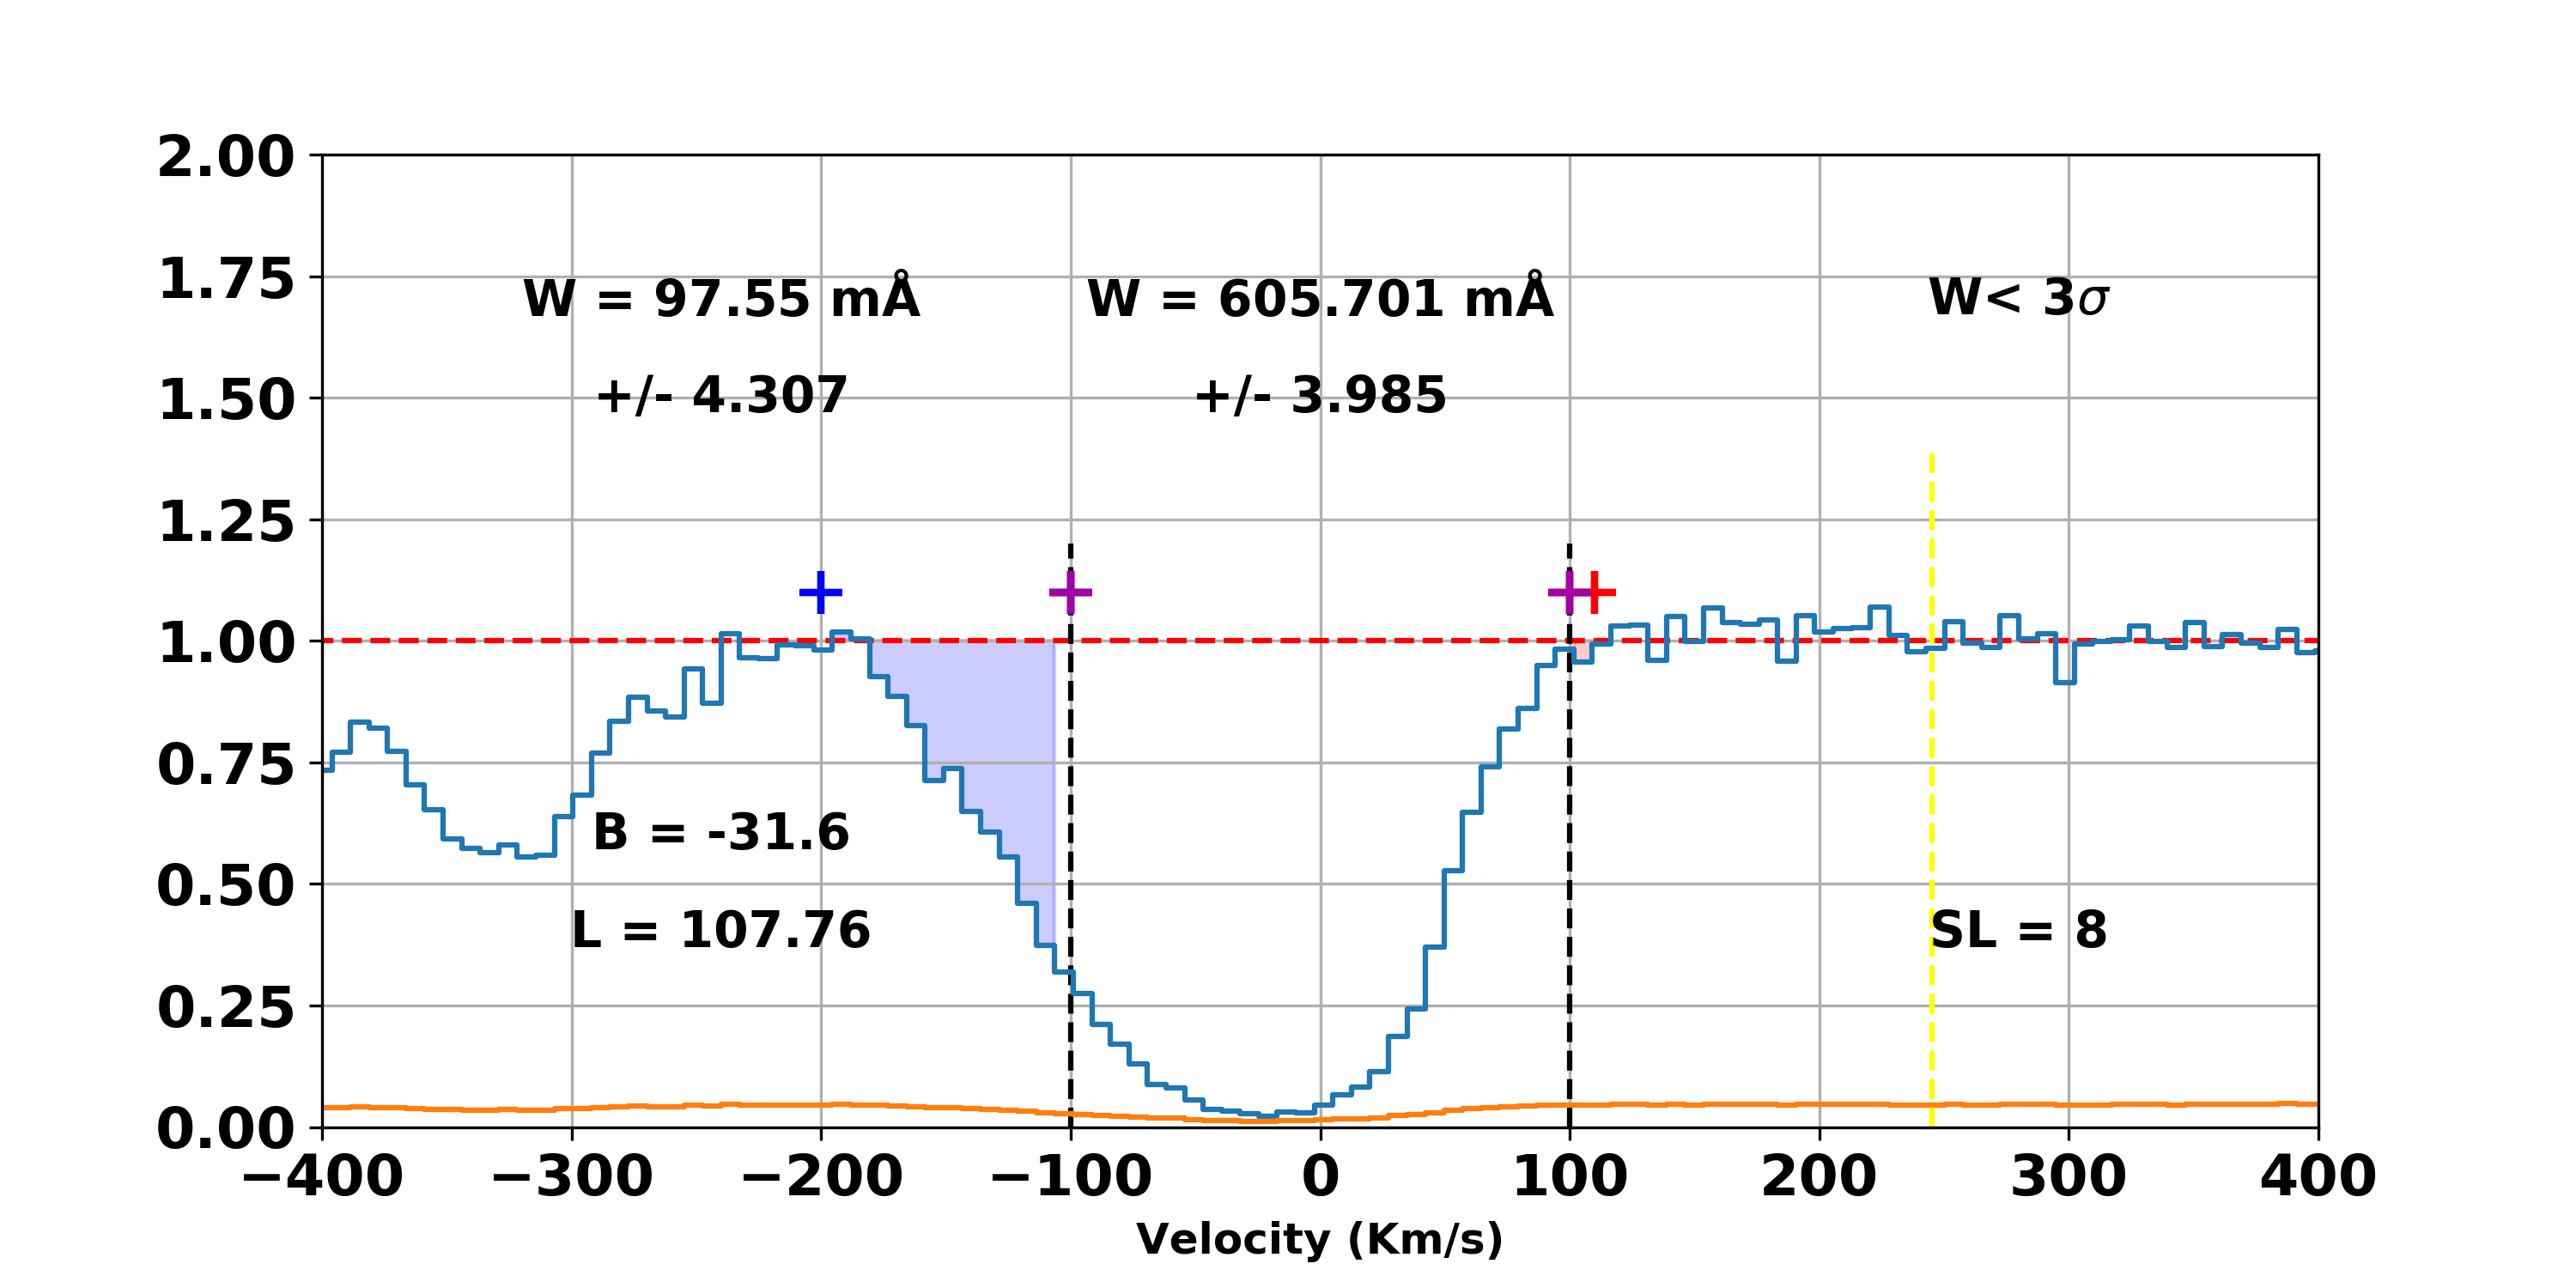 2.00
1.75
1.50
1.25
1.00
0.75
0.50
0.25
0.00
W = 97.55 mÅ
+/- 4.307
W = 605.701 mÅ
+/- 3.985
W< 3σ
B = -31.6
L = 107.76
SL = 8
−400 −300 −200 −100 0 100 200 300 400
Velocity (Km/s)